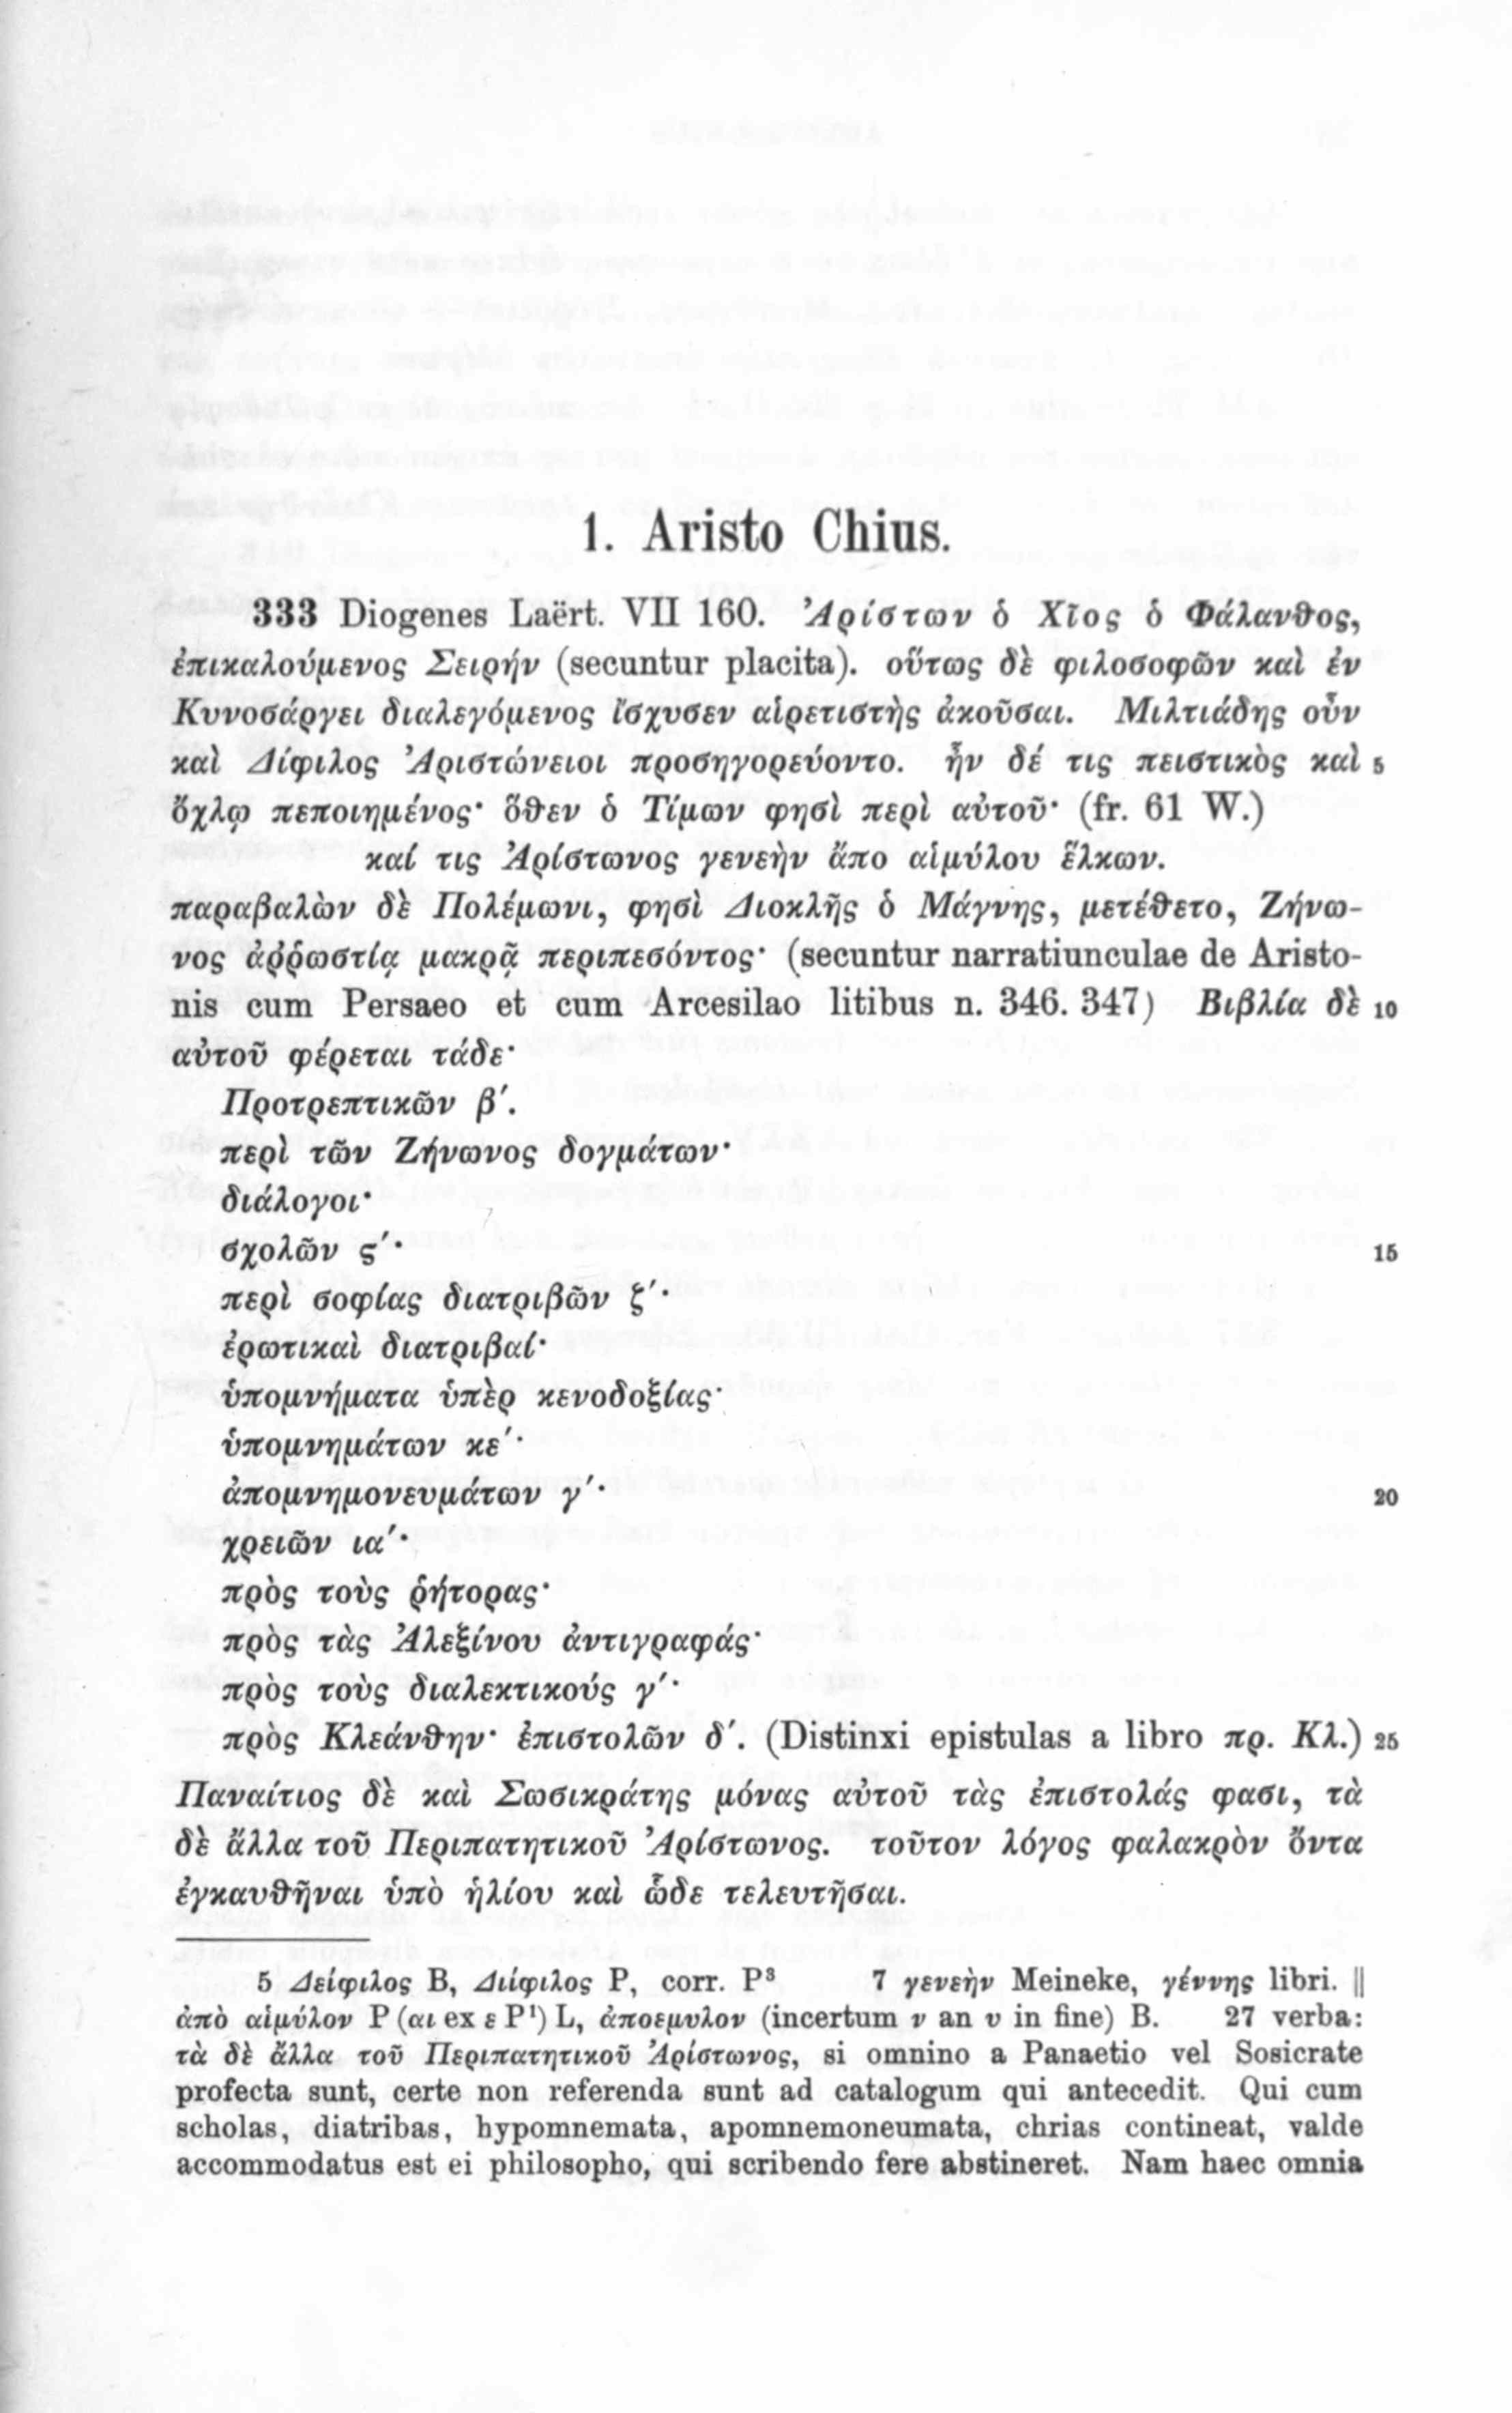 1. Aristo Chius.
333 Diogenes Laërt. VII 160. Ἀρίστων ὁ Χῖος ὁ Φάλανθος,
ἐπικαλούμενος Σειρήν (secuntur placita). οὕτως δὲ φιλοσοφῶν καὶ ἐν
Κυνοσάργει διαλεγόμενος ἴσχυσεν αἱρετιστὴς ἀκοῦσαι. Μιλτιάδης οὖν
καὶ Δίφιλος Ἀριστώνειοι προσηγορεύοντο. ἦν δέ τις πειστικὸς καὶ 5
ὄχλῳ πεποιημένος· ὅθεν ὁ Τίμων φησὶ περὶ αὐτοῦ· (fr. 61 W.)
καί τις Ἀρίστωνος γενεὴν ἄπο αἱμύλου ἕλκων.
παραβαλὼν δὲ Πολέμωνι, φησὶ Διοκλῆς ὁ Μάγνης, μετέθετο, Ζήνω-
νος ἀῤῥωστίᾳ μακρᾷ περιπεσόντος· (secuntur narratiunculae de Aristo-
nis cum Persaeo et cum Arcesilao litibus n. 346. 347) Βιβλία δὲ 10
αὐτοῦ φέρεται τάδε·
Προτρεπτικῶν β′.
περὶ τῶν Ζήνωνος δογμάτων·
διάλογοι·
σχολῶν ς′· 15
περὶ σοφίας διατριβῶν ζ′·
ἐρωτικαὶ διατριβαί·
ὑπομνήματα ὑπὲρ κενοδοξίας·
ὑπομνημάτων κε′·
ἀπομνημονευμάτων γ′· 20
χρειῶν ια′·
πρὸς τοὺς ῥήτορας·
πρὸς τὰς Ἀλεξίνου ἀντιγραφάς·
πρὸς τοὺς διαλεκτικούς γ′·
πρὸς Κλεάνθην· ἐπιστολῶν δ′. (Distinxi epistulas a libro πρ. Κλ.) 25
Παναίτιος δὲ καὶ Σωσικράτης μόνας αὐτοῦ τὰς ἐπιστολάς φασι, τὰ
δὲ ἄλλα τοῦ Περιπατητικοῦ Ἀρίστωνος. τοῦτον λόγος φαλακρὸν ὄντα
ἐγκαυθῆναι ὑπὸ ἡλίου καὶ ὧδε τελευτῆσαι.
5 Δείφιλος B, Διίφιλος P, corr. P³ 7 γενεὴν Meineke, γέννης libri. ||
ἀπὸ αἱμύλον P (αι ex ε P¹) L, ἀποεμυλον (incertum ν an υ in fine) B. 27 verba:
τὰ δὲ ἄλλα τοῦ Περιπατητικοῦ Ἀρίστωνος, si omnino a Panaetio vel Sosicrate
profecta sunt, certe non referenda sunt ad catalogum qui antecedit. Qui cum
scholas, diatribas, hypomnemata, apomnemoneumata, chrias contineat, valde
accommodatus est ei philosopho, qui scribendo fere abstineret. Nam haec omnia